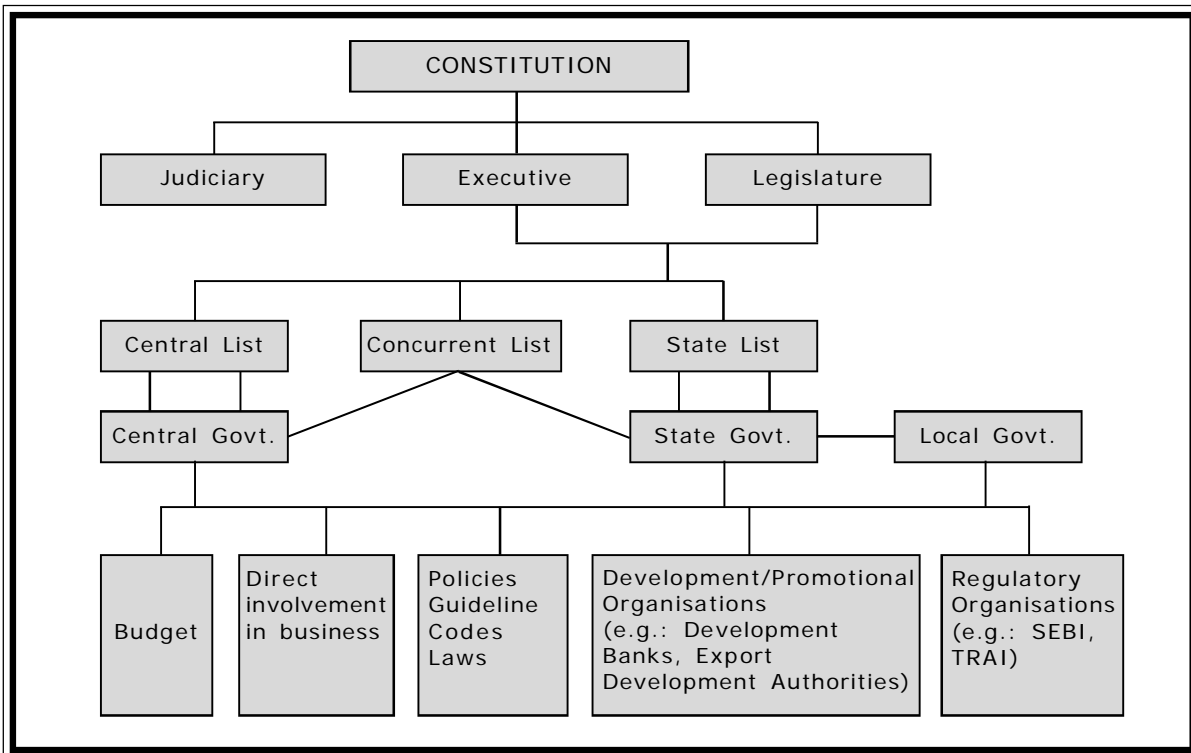 CONSTITUTION
Judiciary
Executive
Legislature
Central List
Concurrent List
State List
Central Govt.
State Govt.
Local Govt.
Budget
Direct
involvement
in business
Policies
Guideline
Codes
Laws
Development/Promotional
Organisations
(e.g.: Development
Banks, Export
Development Authorities)
Regulatory
Organisations
(e.g.: SEBI,
TRAI)